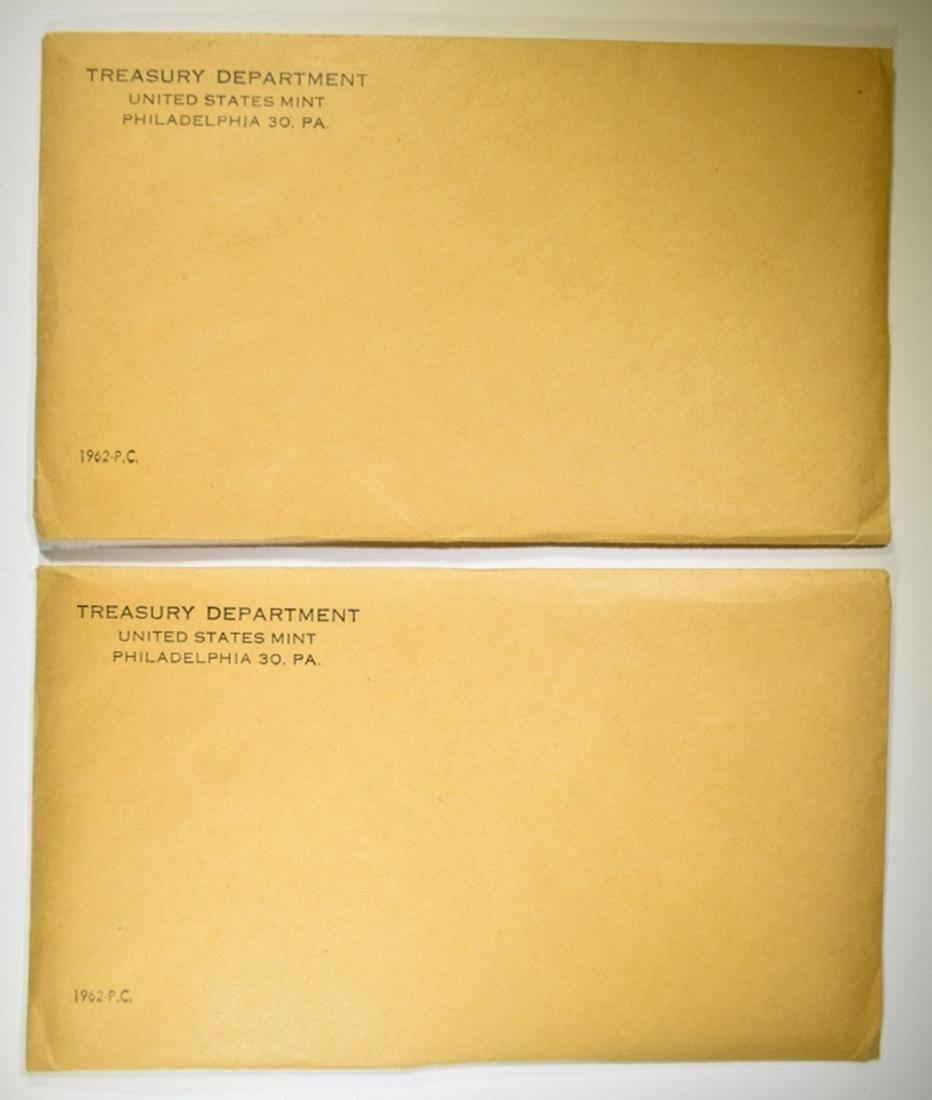 TREASURY DEPARTMENT
UNITED STATES MINT
PHILADELPHIA 30, PA.
1962-P.C.
TREASURY DEPARTMENT
UNITED STATES MINT
PHILADELPHIA 30, PA.
1962-P.C.